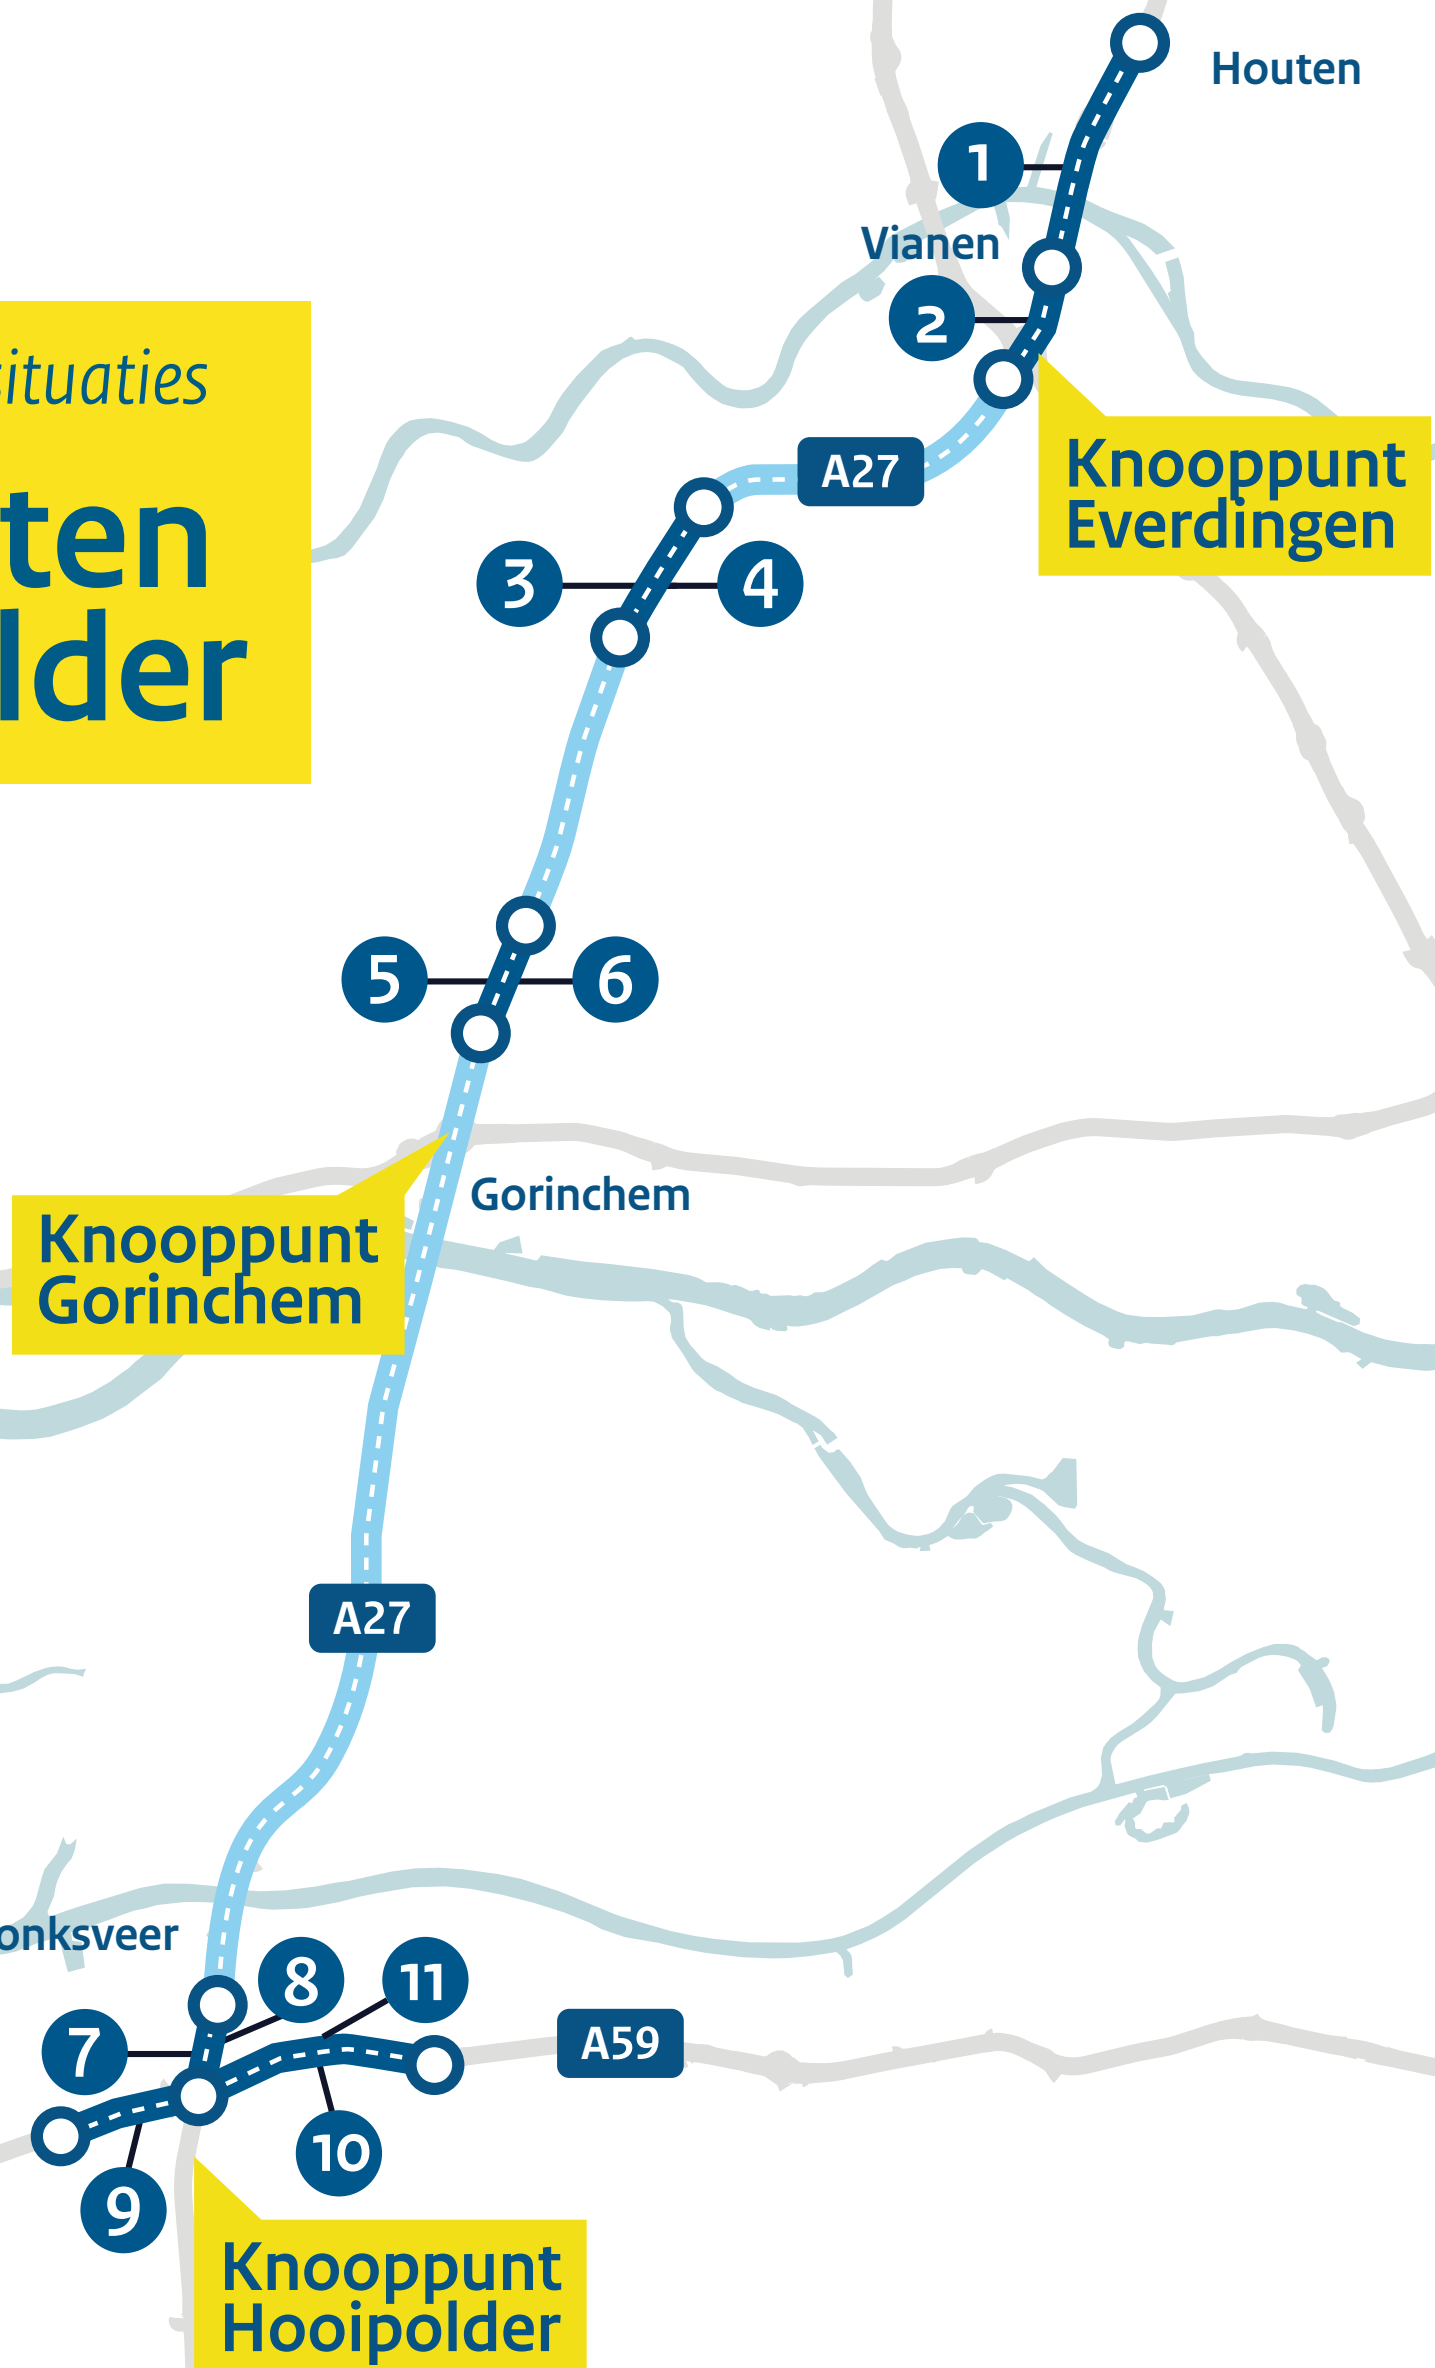 Houten
1
Vianen
2
situaties
A27
Knooppunt
Everdingen
ten
lder
3
4
5
6
Gorinchem
Knooppunt
Gorinchem
A27
onksveer
8
11
7
A59
10
9
Knooppunt
Hooipolder